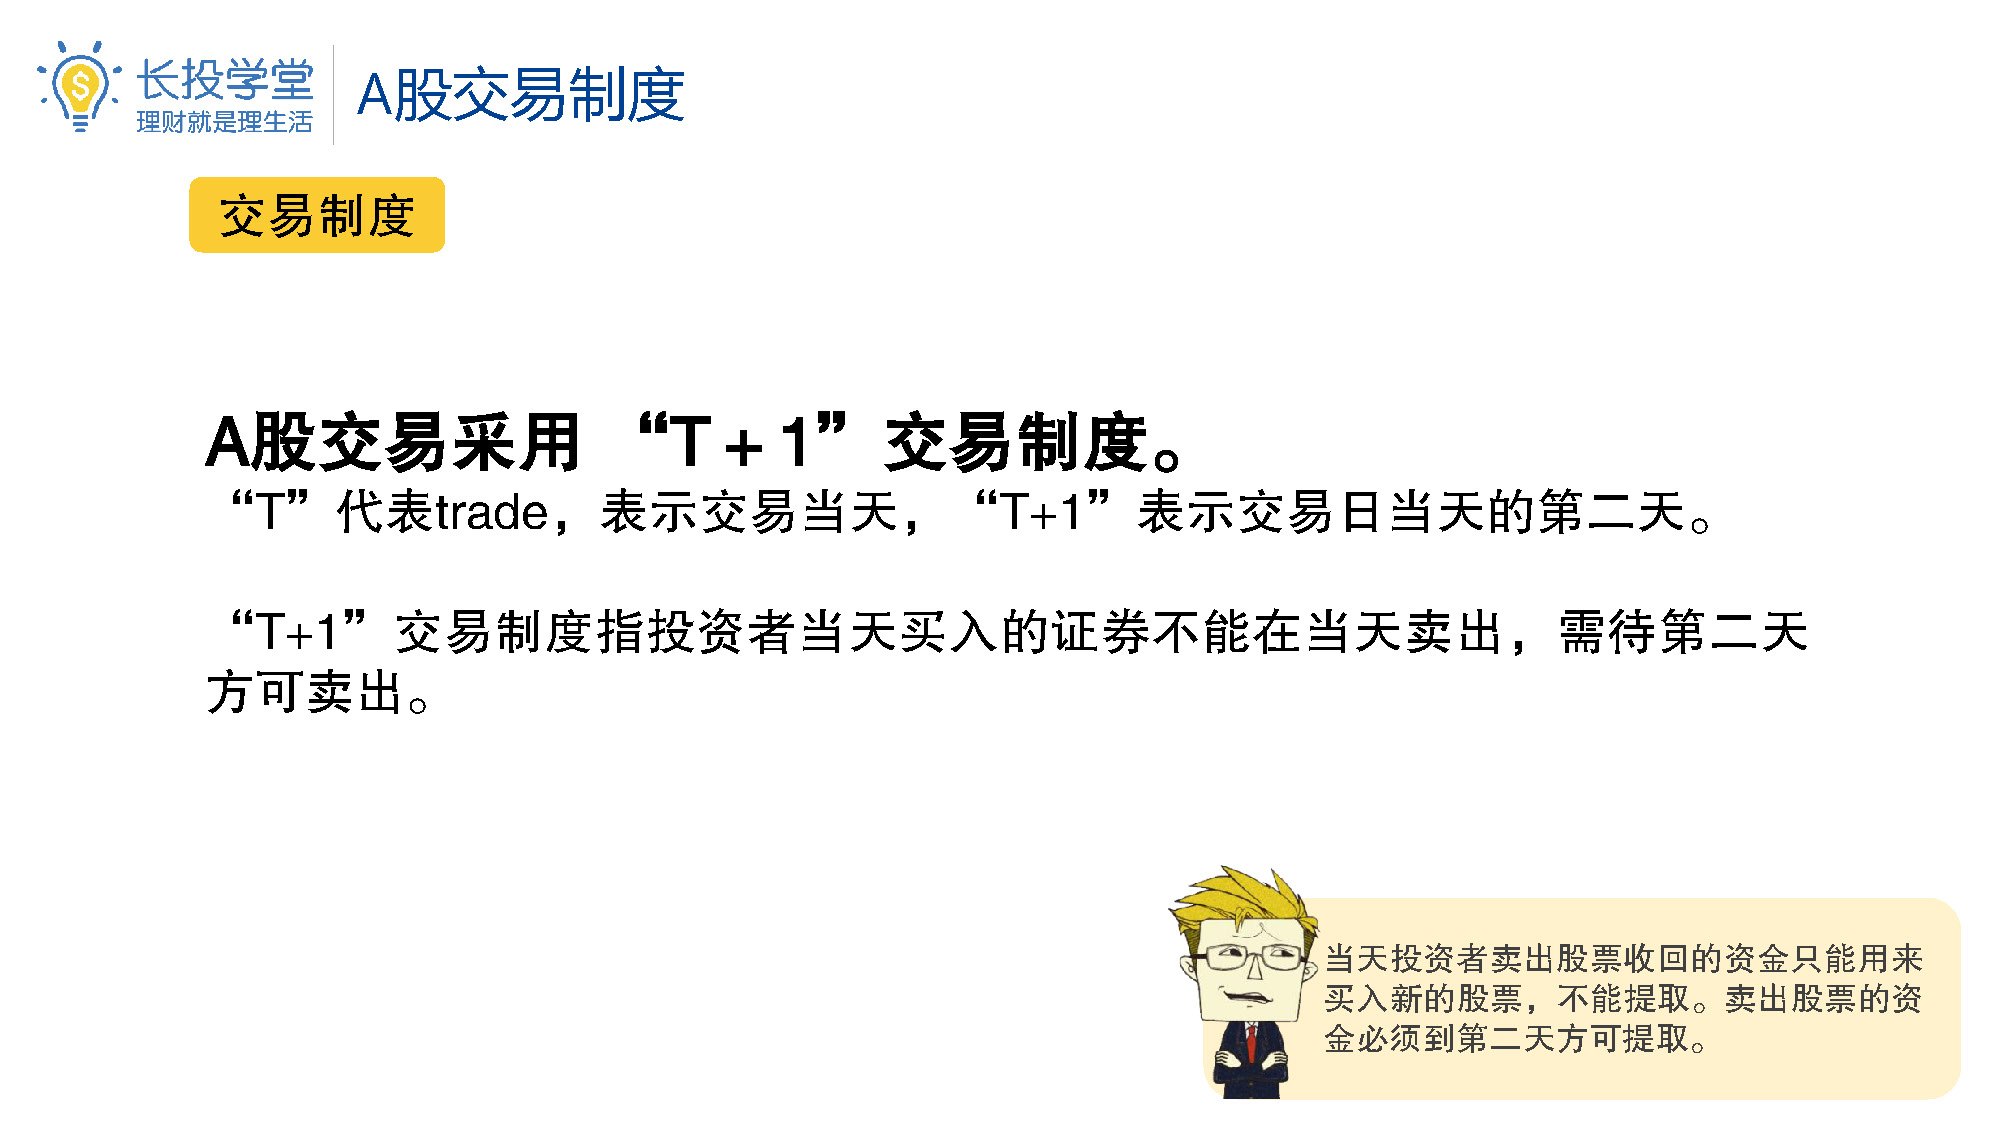 长投学堂
理财就是理生活
A股交易制度
交易制度
A股交易采用 “T + 1”交易制度。
“T”代表trade，表示交易当天，“T+1”表示交易日当天的第二天。
“T+1”交易制度指投资者当天买入的证券不能在当天卖出，需待第二天
方可卖出。
当天投资者卖出股票收回的资金只能用来
买入新的股票，不能提取。卖出股票的资
金必须到第二天方可提取。